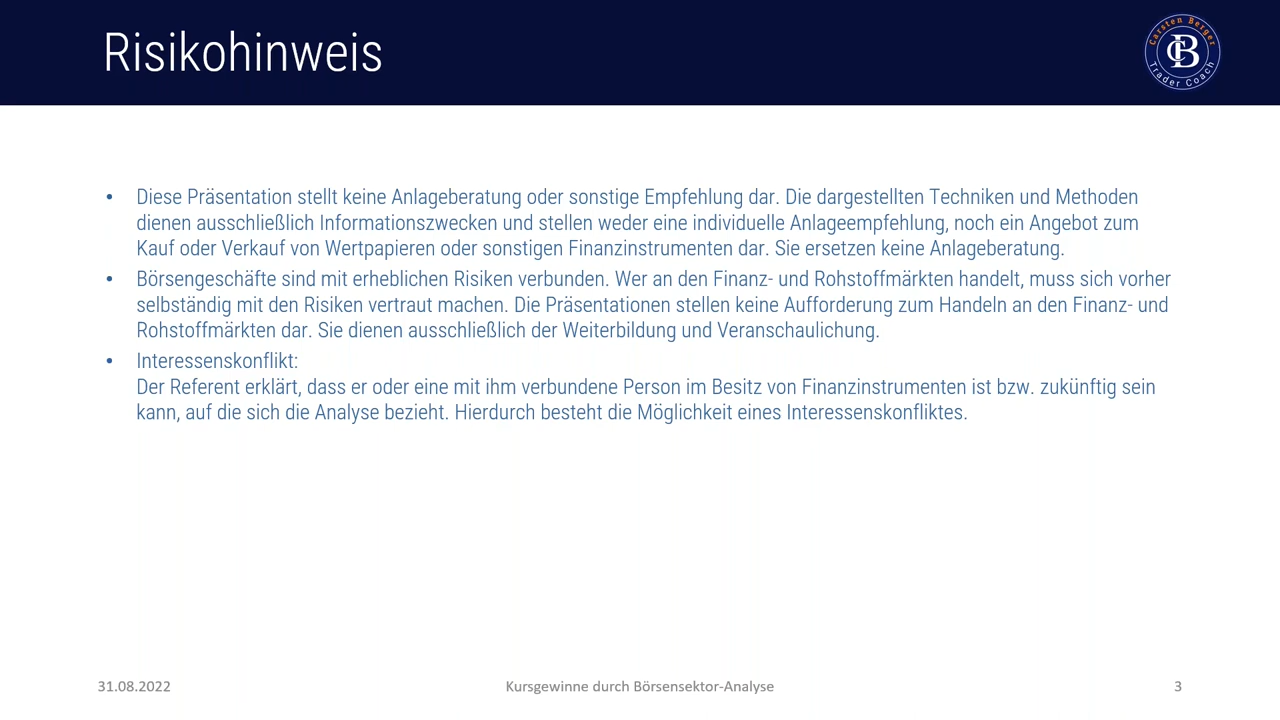 Risikohinweis
Carsten Berger
CB
Trader Coach
• Diese Präsentation stellt keine Anlageberatung oder sonstige Empfehlung dar. Die dargestellten Techniken und Methoden
dienen ausschließlich Informationszwecken und stellen weder eine individuelle Anlageempfehlung, noch ein Angebot zum
Kauf oder Verkauf von Wertpapieren oder sonstigen Finanzinstrumenten dar. Sie ersetzen keine Anlageberatung.
• Börsengeschäfte sind mit erheblichen Risiken verbunden. Wer an den Finanz- und Rohstoffmärkten handelt, muss sich vorher
selbständig mit den Risiken vertraut machen. Die Präsentationen stellen keine Aufforderung zum Handeln an den Finanz- und
Rohstoffmärkten dar. Sie dienen ausschließlich der Weiterbildung und Veranschaulichung.
• Interessenskonflikt:
Der Referent erklärt, dass er oder eine mit ihm verbundene Person im Besitz von Finanzinstrumenten ist bzw. zukünftig sein
kann, auf die sich die Analyse bezieht. Hierdurch besteht die Möglichkeit eines Interessenskonfliktes.
31.08.2022
Kursgewinne durch Börsensektor-Analyse
3